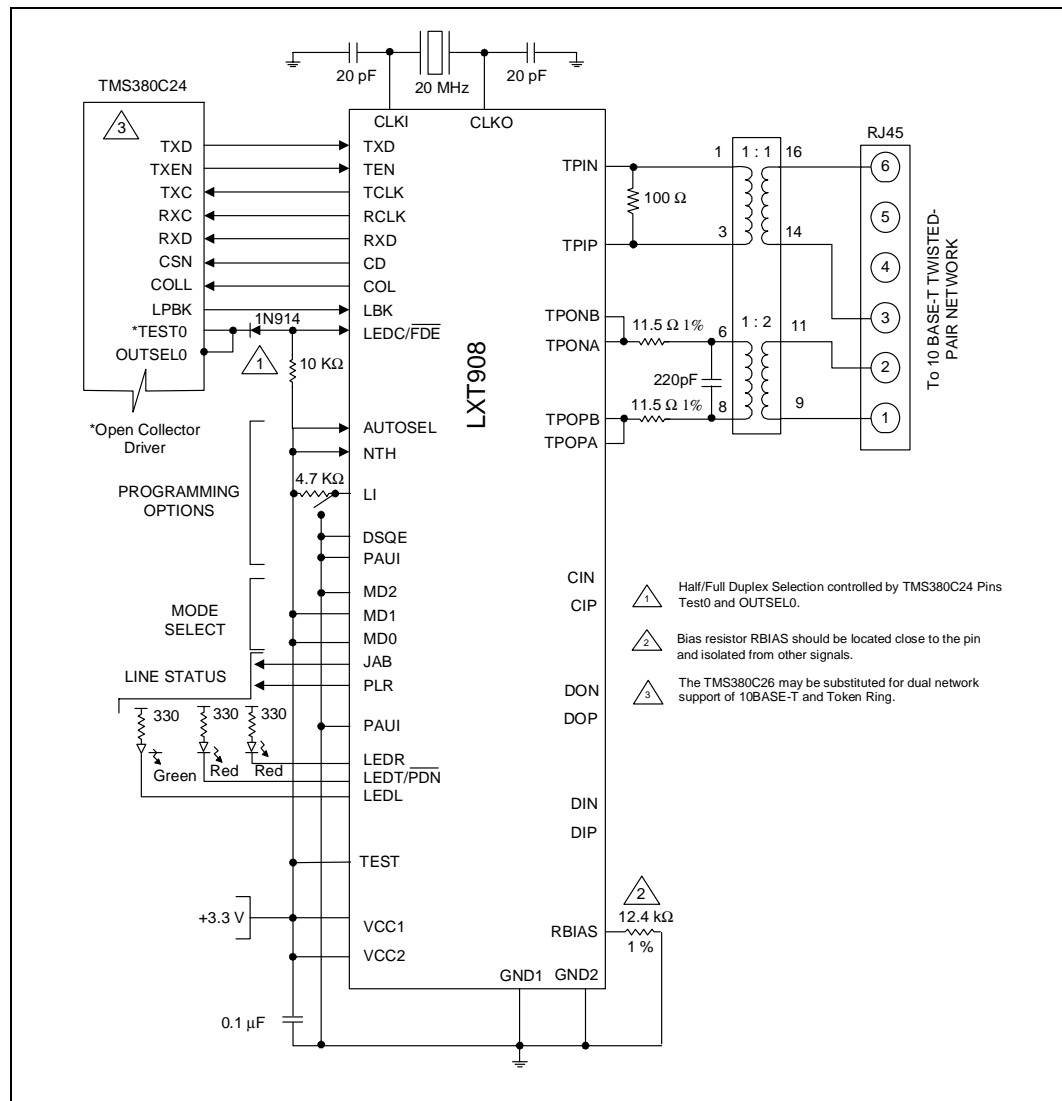 20 pF
20 MHz
20 pF
TMS380C24
3
TXD
TXEN
TXC
RXC
RXD
CSN
COLL
LPBK
*TEST0
OUTSEL0
*Open Collector
Driver
1N914
1
10 KΩ
CLKI
CLKO
TXD
TEN
TCLK
RCLK
RXD
CD
COL
LBK
LEDC/FDE
AUTOSEL
NTH
4.7 KΩ
LI
DSQE
PAUI
MD2
MD1
MD0
JAB
PLR
PAUI
LEDR
LEDT/PDN
LEDL
TEST
VCC1
VCC2
PROGRAMMING
OPTIONS
MODE
SELECT
LINE STATUS
330
330
330
Green
Red
Red
+3.3 V
0.1 µF
LXT908
TPIN
TPIP
TPONB
TPONA
TPOPB
TPOPA
CIN
CIP
DON
DOP
DIN
DIP
RBIAS
GND1
GND2
100 Ω
11.5 Ω 1%
220pF
11.5 Ω 1%
1
1 : 1
16
3
14
6
1 : 2
11
8
9
RJ45
6
5
4
3
2
1
To 10 BASE-T TWISTED-
PAIR NETWORK
2
12.4 kΩ
1 %
1
Half/Full Duplex Selection controlled by TMS380C24 Pins
Test0 and OUTSEL0.
2
Bias resistor RBIAS should be located close to the pin
and isolated from other signals.
3
The TMS380C26 may be substituted for dual network
support of 10BASE-T and Token Ring.